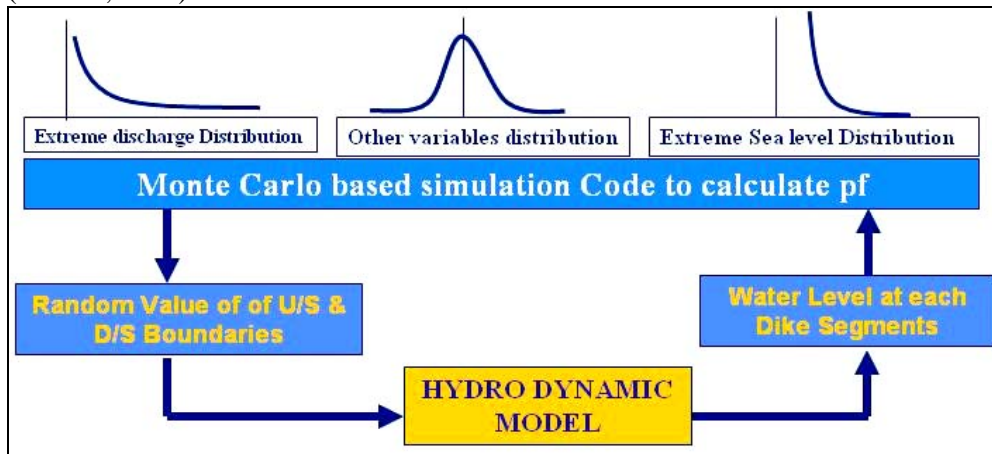 Extreme discharge Distribution
Other variables distribution
Extreme Sea level Distribution
Monte Carlo based simulation Code to calculate pf
Random Value of of U/S &
D/S Boundaries
Water Level at each
Dike Segments
HYDRO DYNAMIC
MODEL